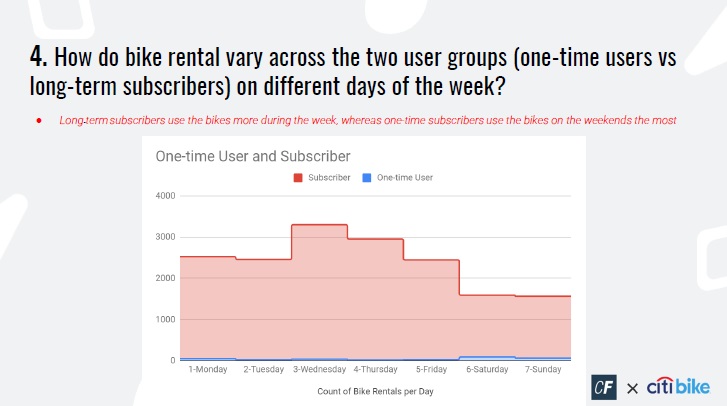 4. How do bike rental vary across the two user groups (one-time users vs
long-term subscribers) on different days of the week?
● Long-term subscribers use the bikes more during the week, whereas one-time subscribers use the bikes on the weekends the most
One-time User and Subscriber
Subscriber One-time User
4000
3000
2000
1000
0
1-Monday 2-Tuesday 3-Wednesday 4-Thursday 5-Friday 6-Saturday 7-Sunday
Count of Bike Rentals per Day
CF × citi bike